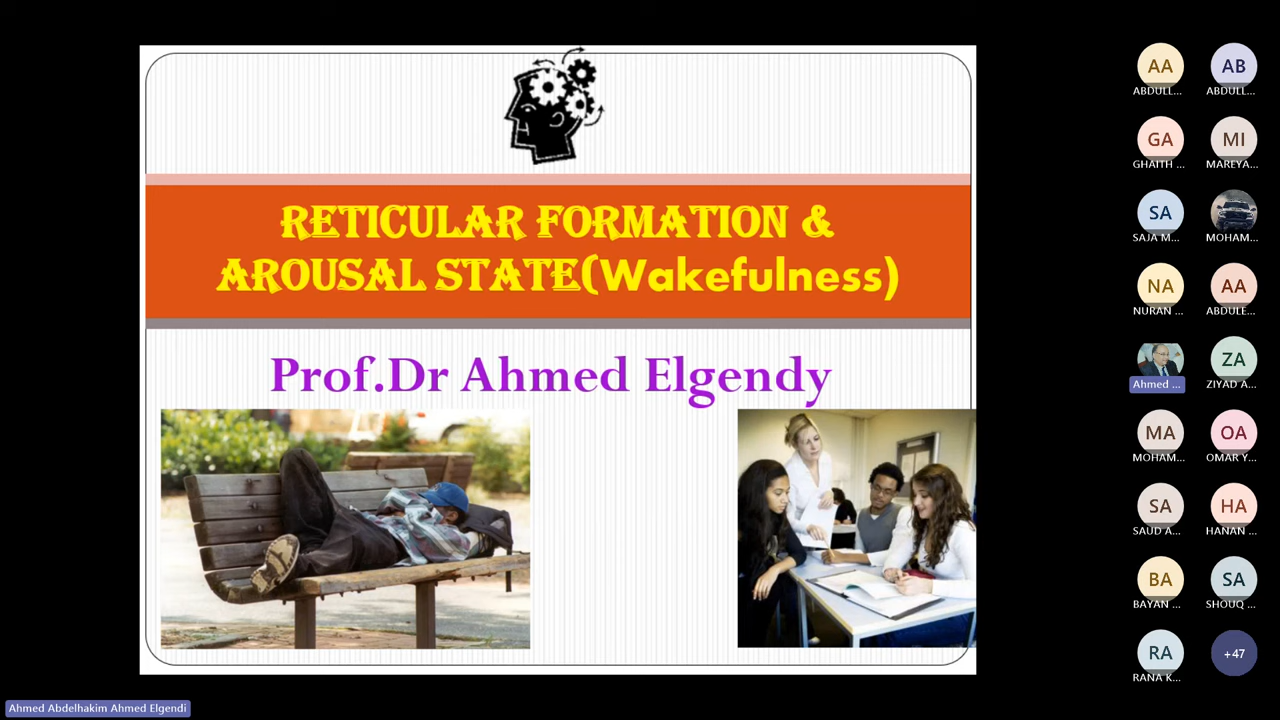 RETICULAR FORMATION &
AROUSAL STATE(Wakefulness)
Prof.Dr Ahmed Elgendy
AA
ABDULL...
AB
ABDULL...
GA
GHAITH ...
MI
MAREYA...
SA
SAJA M...
MOHAM...
NA
NURAN ...
AA
ABDULE...
Ahmed ...
ZA
ZIYAD A...
MA
MOHAM...
OA
OMAR Y...
SA
SAUD A...
HA
HANAN ...
BA
BAYAN ...
SA
SHOUQ ...
RA
RANA K...
+47
Ahmed Abdelhakim Ahmed Elgendi